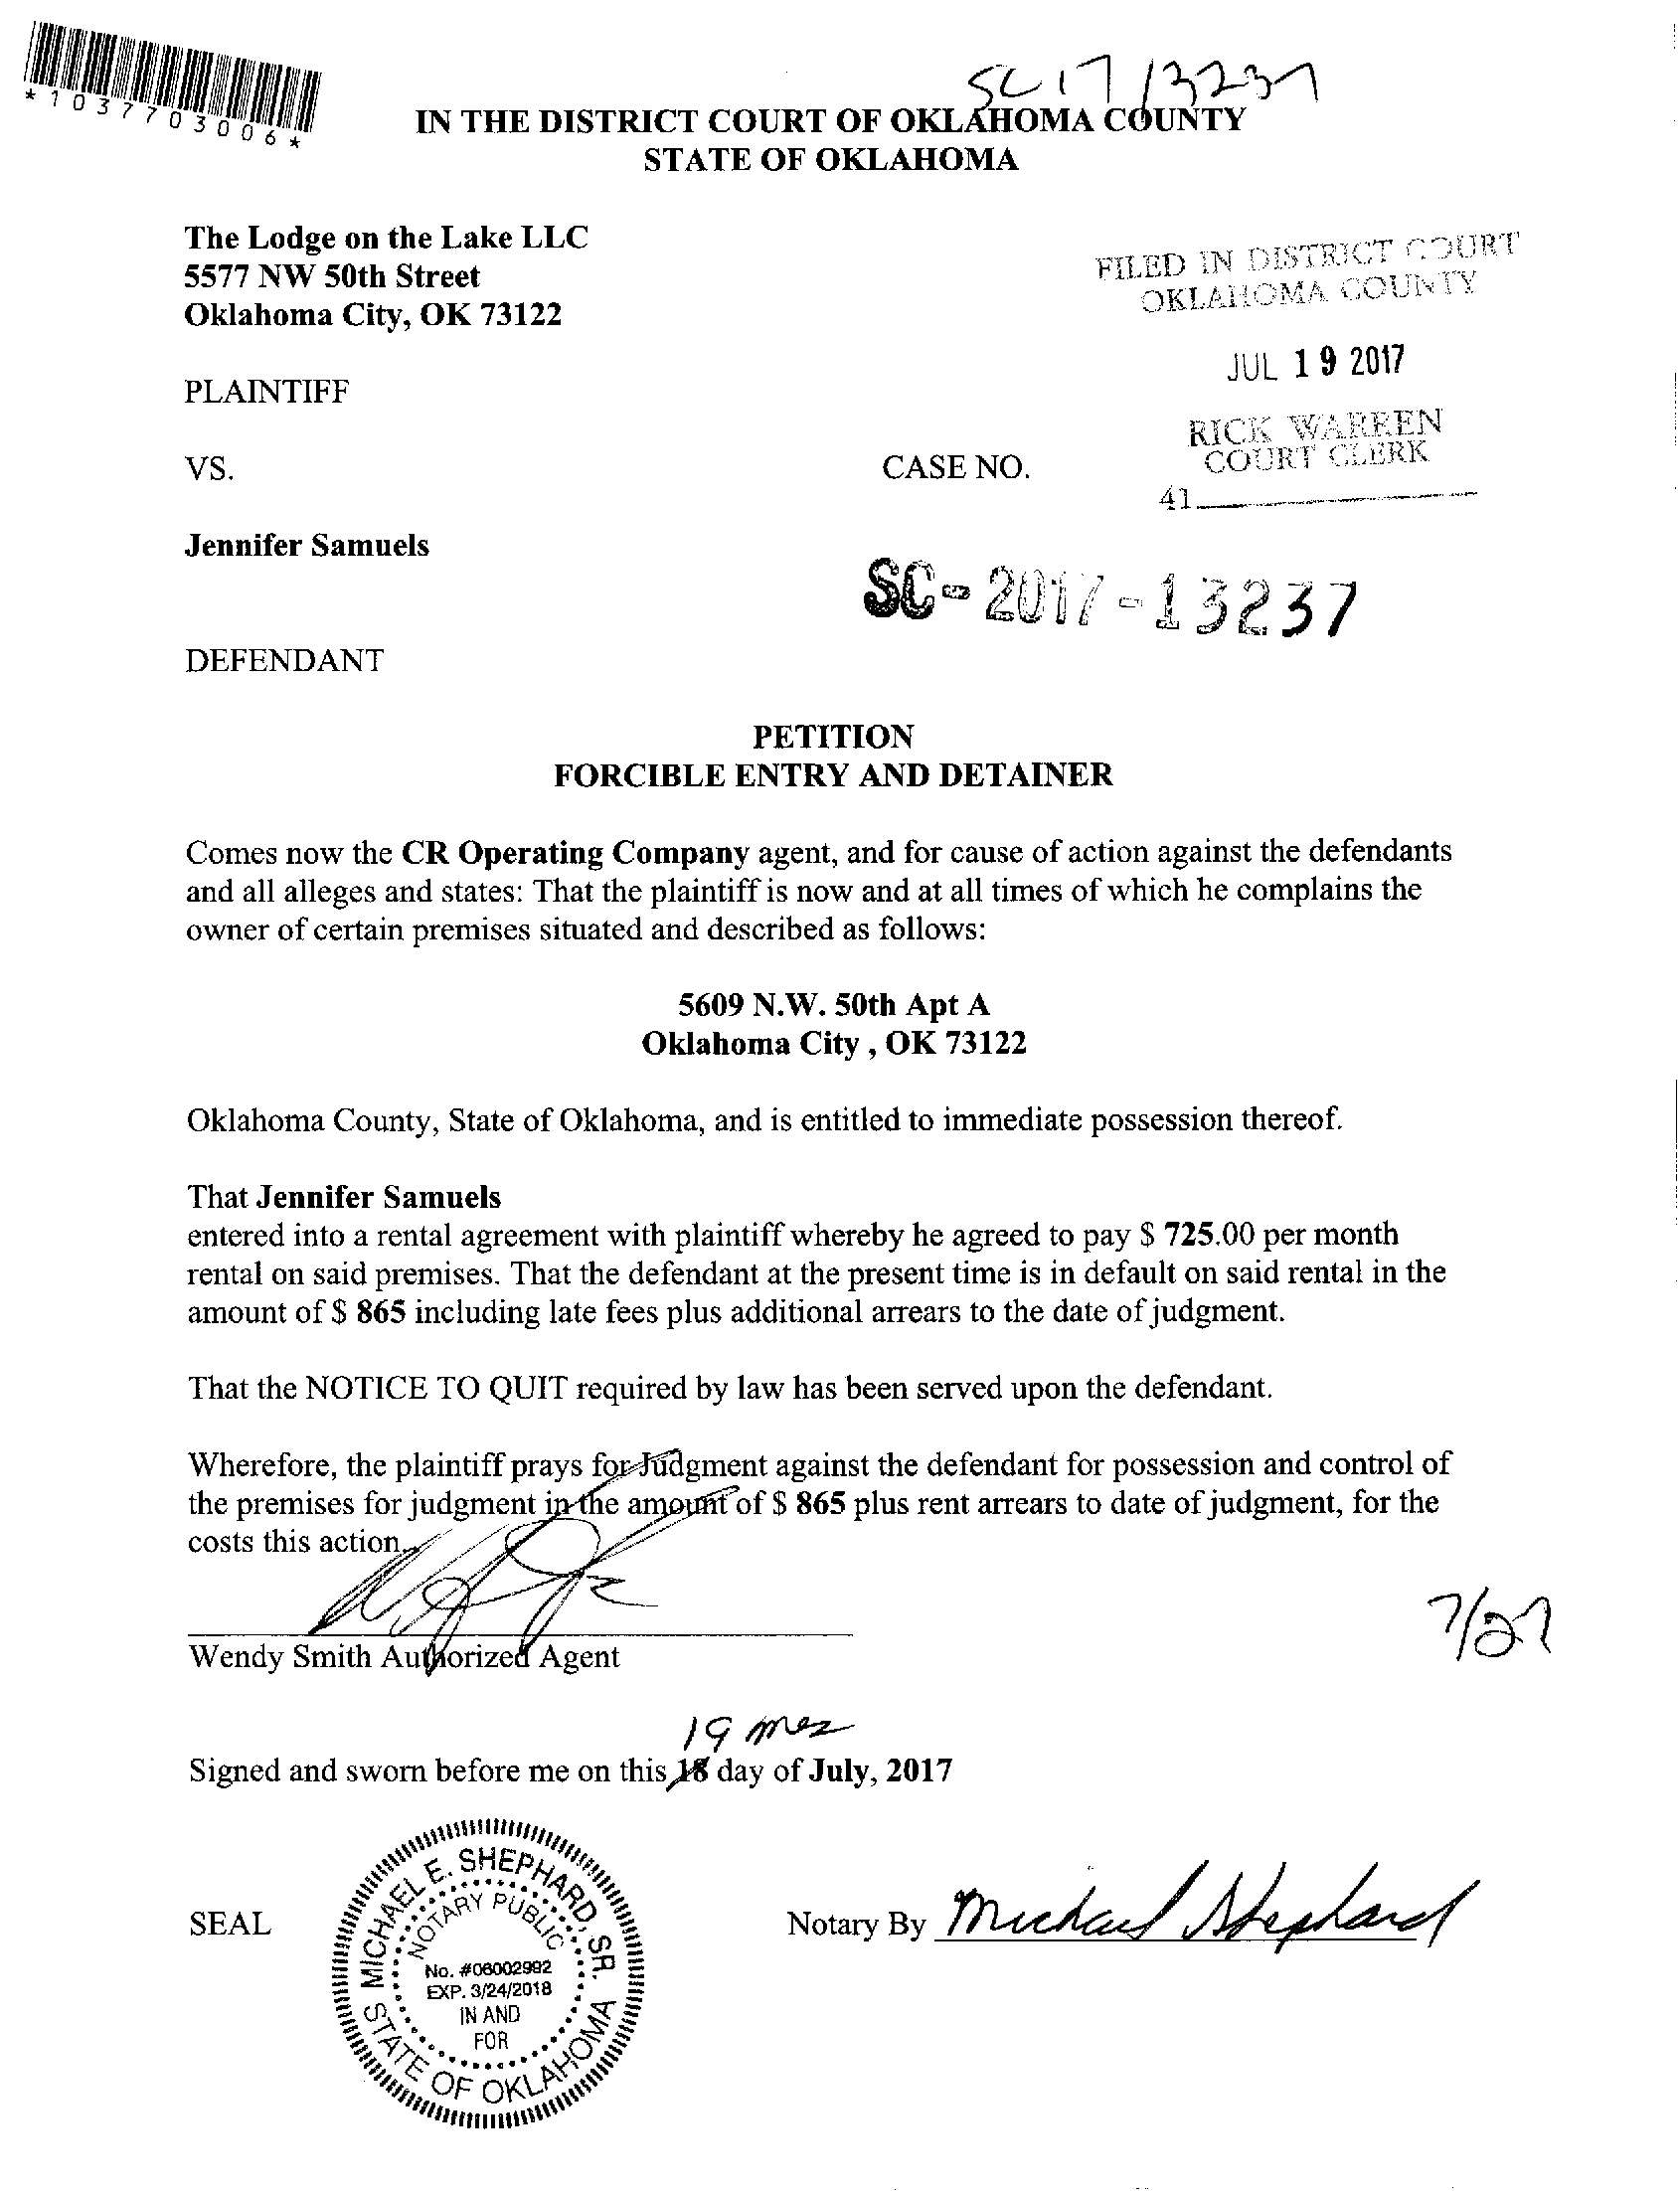 *1037703006*
SC 17 13237
IN THE DISTRICT COURT OF OKLAHOMA COUNTY
STATE OF OKLAHOMA
The Lodge on the Lake LLC
5577 NW 50th Street
Oklahoma City, OK 73122
FILED IN DISTRICT COURT
OKLAHOMA COUNTY
JUL 19 2017
RICK WARREN
COURT CLERK
41
PLAINTIFF
VS.
CASE NO.
Jennifer Samuels
SC-2017-13237
DEFENDANT
PETITION
FORCIBLE ENTRY AND DETAINER
Comes now the CR Operating Company agent, and for cause of action against the defendants
and all alleges and states: That the plaintiff is now and at all times of which he complains the
owner of certain premises situated and described as follows:
5609 N.W. 50th Apt A
Oklahoma City , OK 73122
Oklahoma County, State of Oklahoma, and is entitled to immediate possession thereof.
That Jennifer Samuels
entered into a rental agreement with plaintiff whereby he agreed to pay $ 725.00 per month
rental on said premises. That the defendant at the present time is in default on said rental in the
amount of $ 865 including late fees plus additional arrears to the date of judgment.
That the NOTICE TO QUIT required by law has been served upon the defendant.
Wherefore, the plaintiff prays for Judgment against the defendant for possession and control of
the premises for judgment in the amount of $ 865 plus rent arrears to date of judgment, for the
costs this action.
7/27
Wendy Smith Authorized Agent
19 mes
Signed and sworn before me on this 18 day of July, 2017
SEAL
MICHAEL E. SHEPHARD, SR.
NOTARY PUBLIC
No. #06002992
EXP. 3/24/2018
IN AND
FOR
STATE OF OKLAHOMA
Notary By Michael Shephard